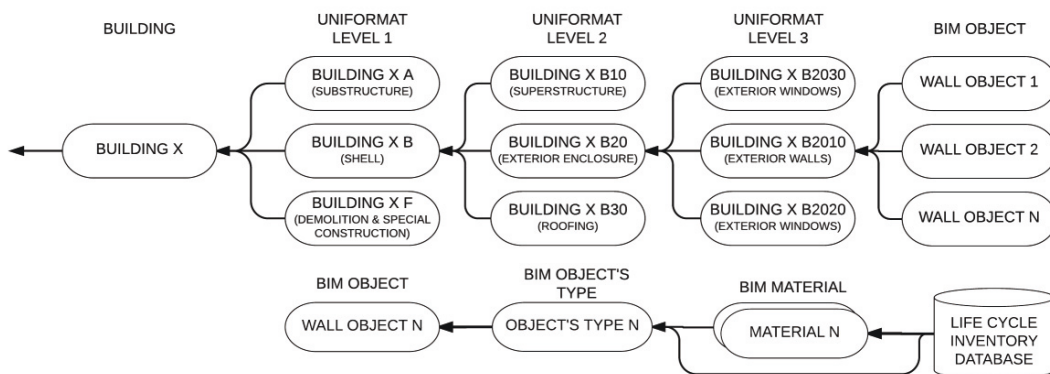 BUILDING
UNIFORMAT
LEVEL 1
UNIFORMAT
LEVEL 2
UNIFORMAT
LEVEL 3
BIM OBJECT
BUILDING X A
(SUBSTRUCTURE)
BUILDING X B10
(SUPERSTRUCTURE)
BUILDING X B2030
(EXTERIOR WINDOWS)
WALL OBJECT 1
BUILDING X
BUILDING X B
(SHELL)
BUILDING X B20
(EXTERIOR ENCLOSURE)
BUILDING X B2010
(EXTERIOR WALLS)
WALL OBJECT 2
BUILDING X F
(DEMOLITION & SPECIAL
CONSTRUCTION)
BUILDING X B30
(ROOFING)
BUILDING X B2020
(EXTERIOR WINDOWS)
WALL OBJECT N
BIM OBJECT
BIM OBJECT'S
TYPE
BIM MATERIAL
WALL OBJECT N
OBJECT'S TYPE N
MATERIAL N
LIFE CYCLE
INVENTORY
DATABASE